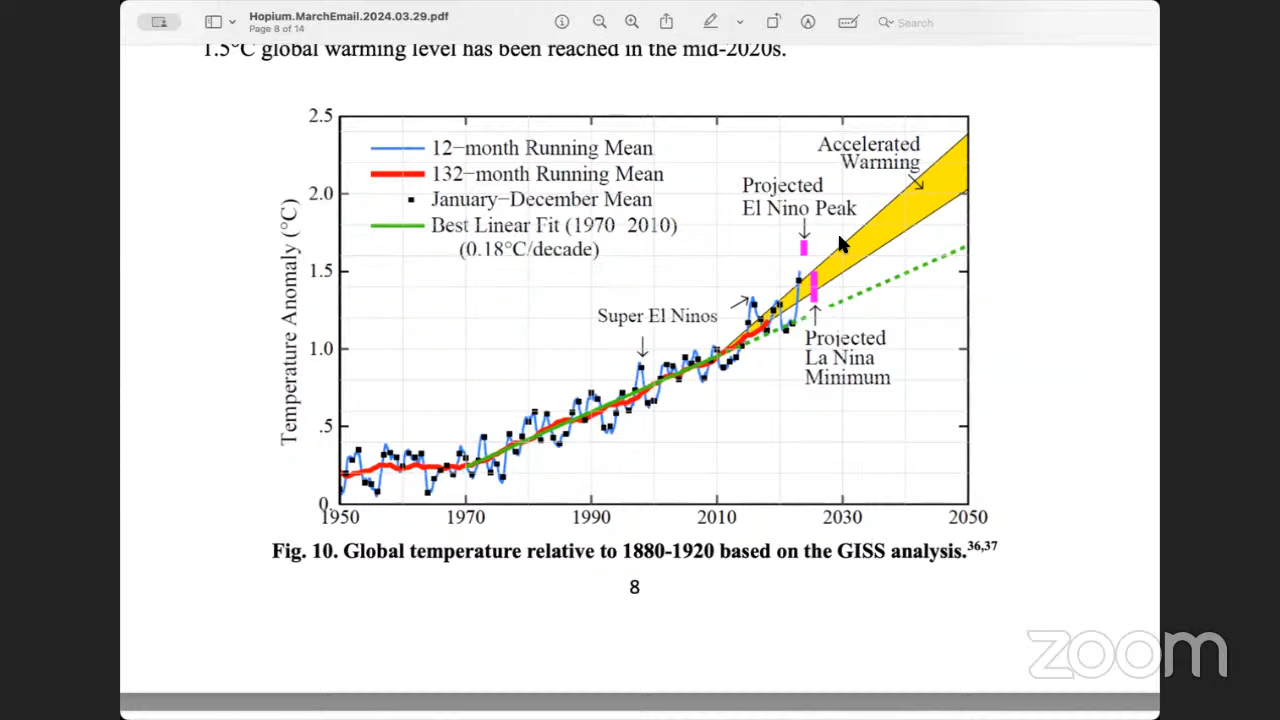 Hopium.MarchEmail.2024.03.29.pdf
Page 8 of 14
Search
1.5°C global warming level has been reached in the mid-2020s.
2.5
2.0
1.5
1.0
.5
0.
Temperature Anomaly (°C)
12−month Running Mean
132−month Running Mean
January−December Mean
Best Linear Fit (1970 2010)
(0.18°C/decade)
Super El Ninos
Projected
El Nino Peak
Accelerated
Warming
Projected
La Nina
Minimum
1950
1970
1990
2010
2030
2050
Fig. 10. Global temperature relative to 1880-1920 based on the GISS analysis.36,37
8
zoom